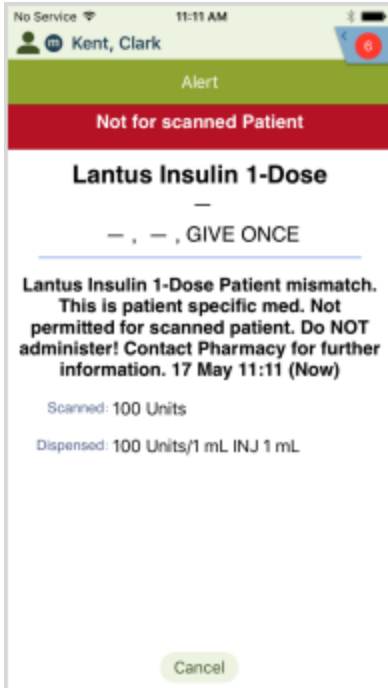 No Service 11:11 AM
m Kent, Clark
6
Alert
Not for scanned Patient
Lantus Insulin 1-Dose
—
— , — , GIVE ONCE
Lantus Insulin 1-Dose Patient mismatch.
This is patient specific med. Not
permitted for scanned patient. Do NOT
administer! Contact Pharmacy for further
information. 17 May 11:11 (Now)
Scanned: 100 Units
Dispensed: 100 Units/1 mL INJ 1 mL
Cancel